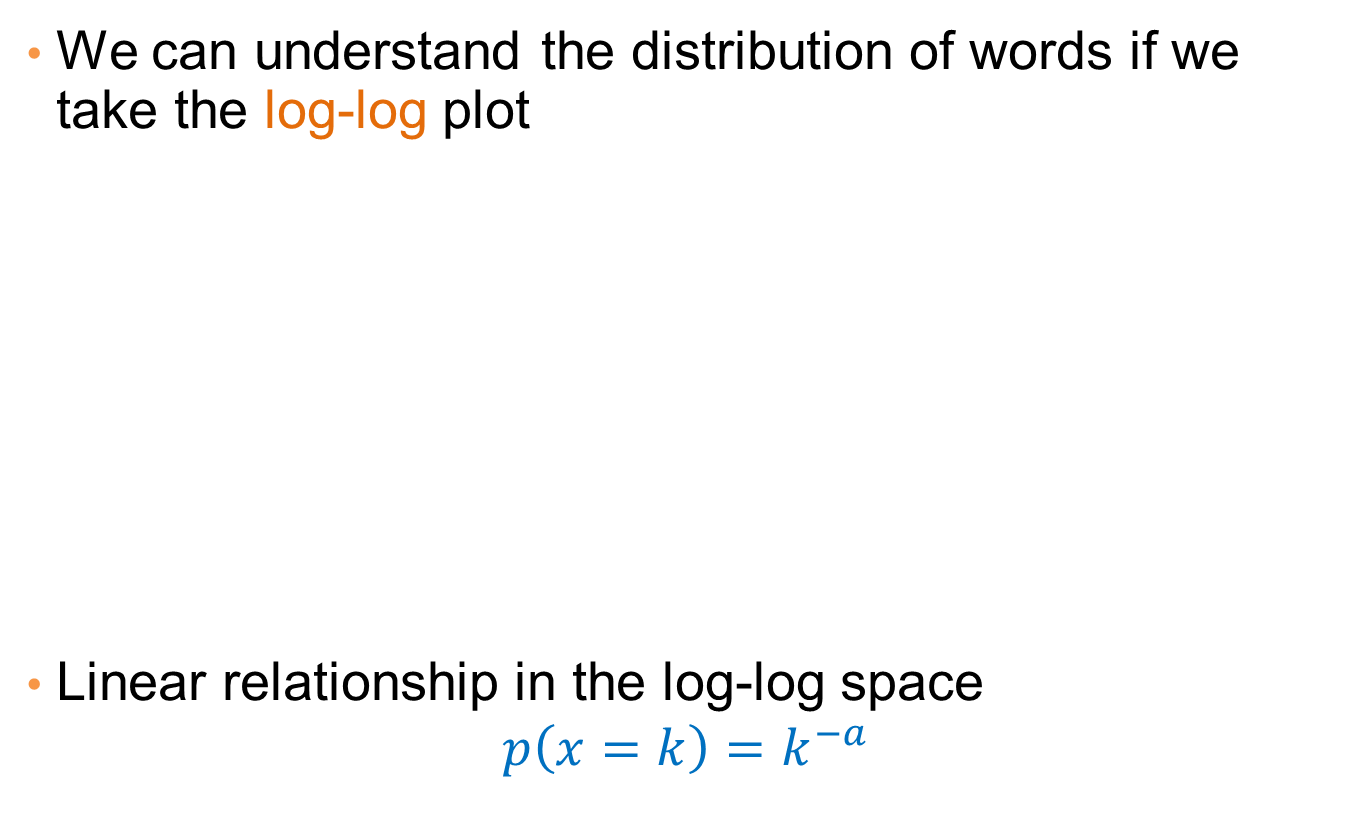 • We can understand the distribution of words if we
take the log-log plot
• Linear relationship in the log-log space
p(x = k) = k⁻ᵃ